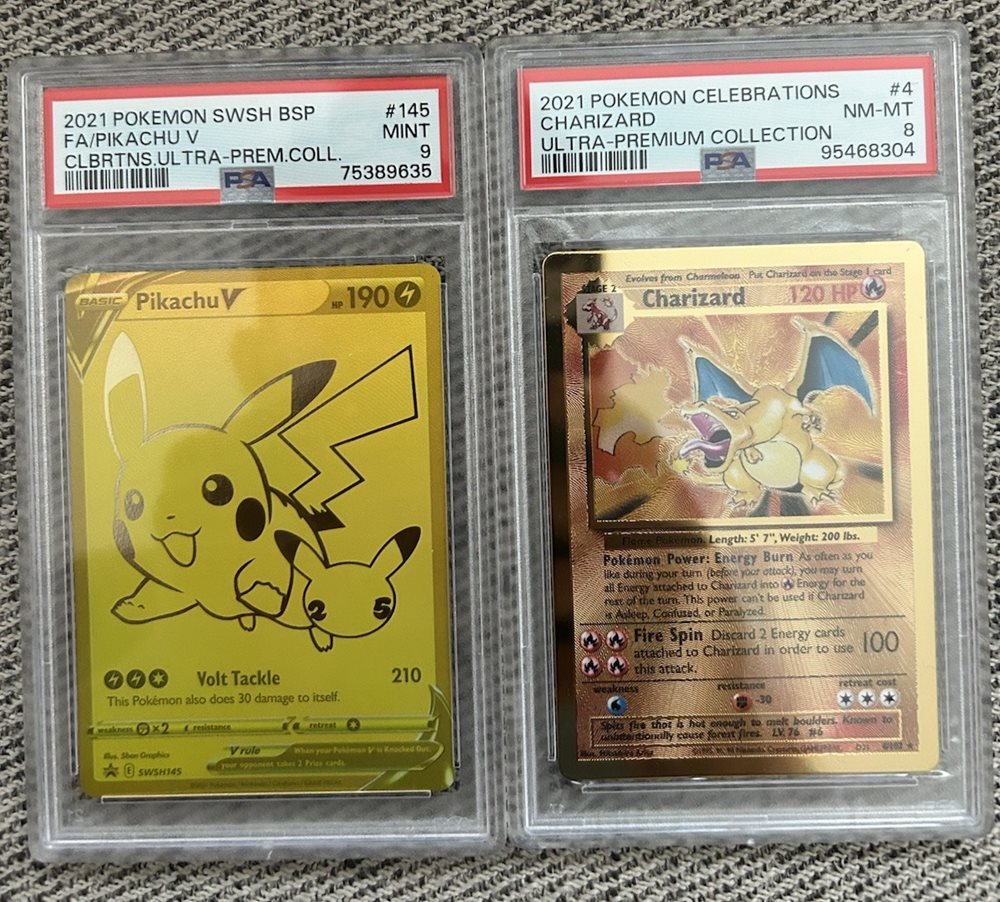 2021 POKEMON SWSH BSP #145
FA/PIKACHU V MINT
CLBRTNS.ULTRA-PREM.COLL. 9
PSA 75389635
BASIC Pikachu V HP 190
2 5
Volt Tackle 210
This Pokémon also does 30 damage to itself.
weakness ×2 resistance retreat
V rule When your Pokémon V is Knocked Out,
your opponent takes 2 Prize cards.
Illus. Sban Graphics
E SWSH145
2021 POKEMON CELEBRATIONS #4
CHARIZARD NM-MT
ULTRA-PREMIUM COLLECTION 8
PSA 95468304
Evolves from Charmeleon Put Charizard on the Stage 1 card
STAGE 2 Charizard 120 HP
Flame Pokémon. Length: 5' 7", Weight: 200 lbs.
Pokémon Power: Energy Burn As often as you
like during your turn (before your attack), you may turn
all Energy attached to Charizard into Energy for the
rest of the turn. This power can't be used if Charizard
is Asleep, Confused, or Paralyzed.
Fire Spin Discard 2 Energy cards
attached to Charizard in order to use 100
this attack.
weakness resistance retreat cost
-30
Spits fire that is hot enough to melt boulders. Known to
unintentionally cause forest fires. LV. 76 #6